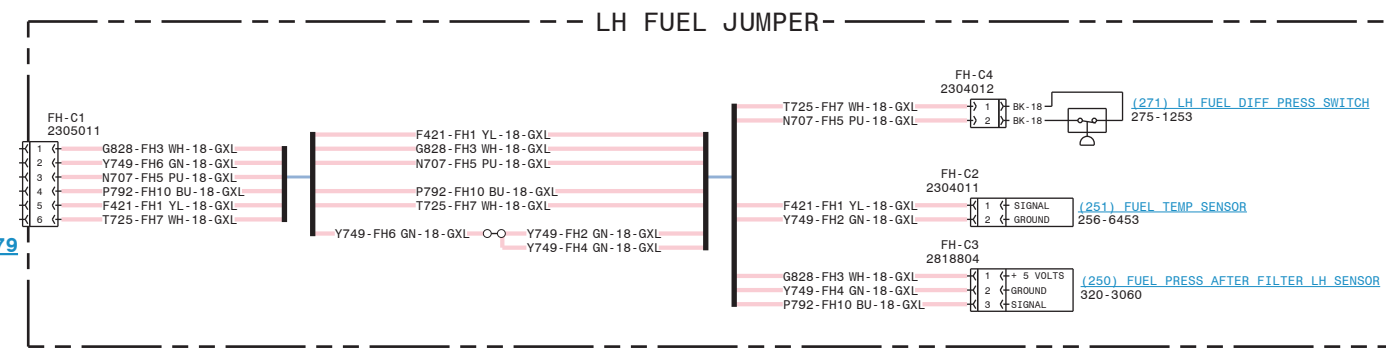 LH FUEL JUMPER
FH-C1
2305011
1 G828-FH3 WH-18-GXL
2 Y749-FH6 GN-18-GXL
3 N707-FH5 PU-18-GXL
4 P792-FH10 BU-18-GXL
5 F421-FH1 YL-18-GXL
6 T725-FH7 WH-18-GXL
79
F421-FH1 YL-18-GXL
G828-FH3 WH-18-GXL
N707-FH5 PU-18-GXL
P792-FH10 BU-18-GXL
T725-FH7 WH-18-GXL
Y749-FH6 GN-18-GXL Y749-FH2 GN-18-GXL
Y749-FH4 GN-18-GXL
FH-C4
2304012
T725-FH7 WH-18-GXL 1 BK-18
N707-FH5 PU-18-GXL 2 BK-18
(271) LH FUEL DIFF PRESS SWITCH
275-1253
FH-C2
2304011
F421-FH1 YL-18-GXL 1 SIGNAL
Y749-FH2 GN-18-GXL 2 GROUND
(251) FUEL TEMP SENSOR
256-6453
FH-C3
2818804
G828-FH3 WH-18-GXL 1 + 5 VOLTS
Y749-FH4 GN-18-GXL 2 GROUND
P792-FH10 BU-18-GXL 3 SIGNAL
(250) FUEL PRESS AFTER FILTER LH SENSOR
320-3060